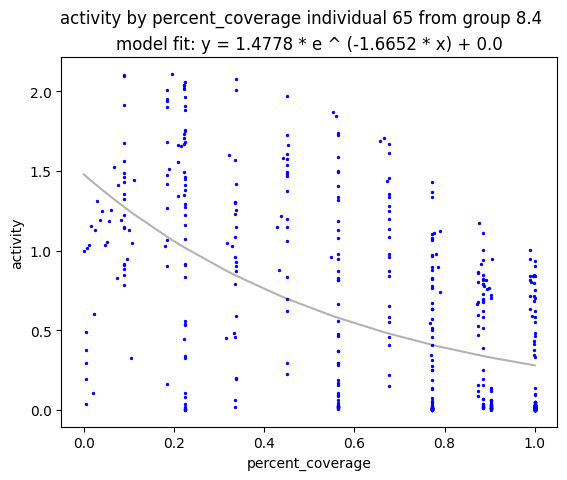 activity by percent_coverage individual 65 from group 8.4
model fit: y = 1.4778 * e ^ (-1.6652 * x) + 0.0
2.0
1.5
1.0
0.5
0.0
activity
0.0 0.2 0.4 0.6 0.8 1.0
percent_coverage